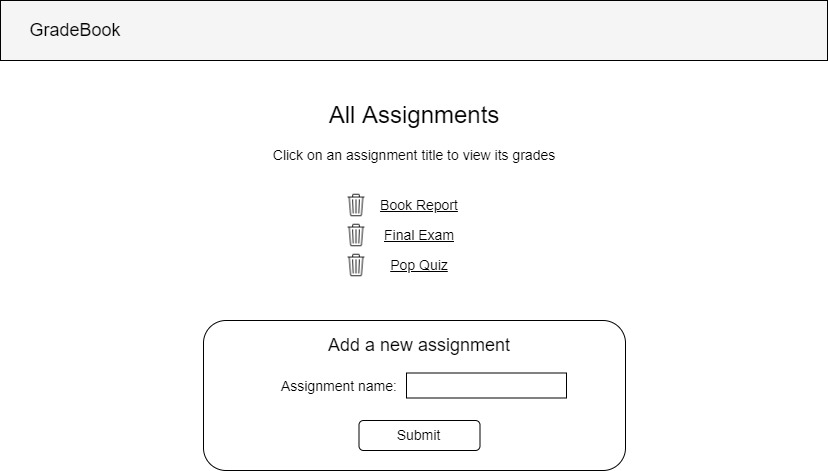 GradeBook
All Assignments
Click on an assignment title to view its grades
Book Report
Final Exam
Pop Quiz
Add a new assignment
Assignment name:
Submit